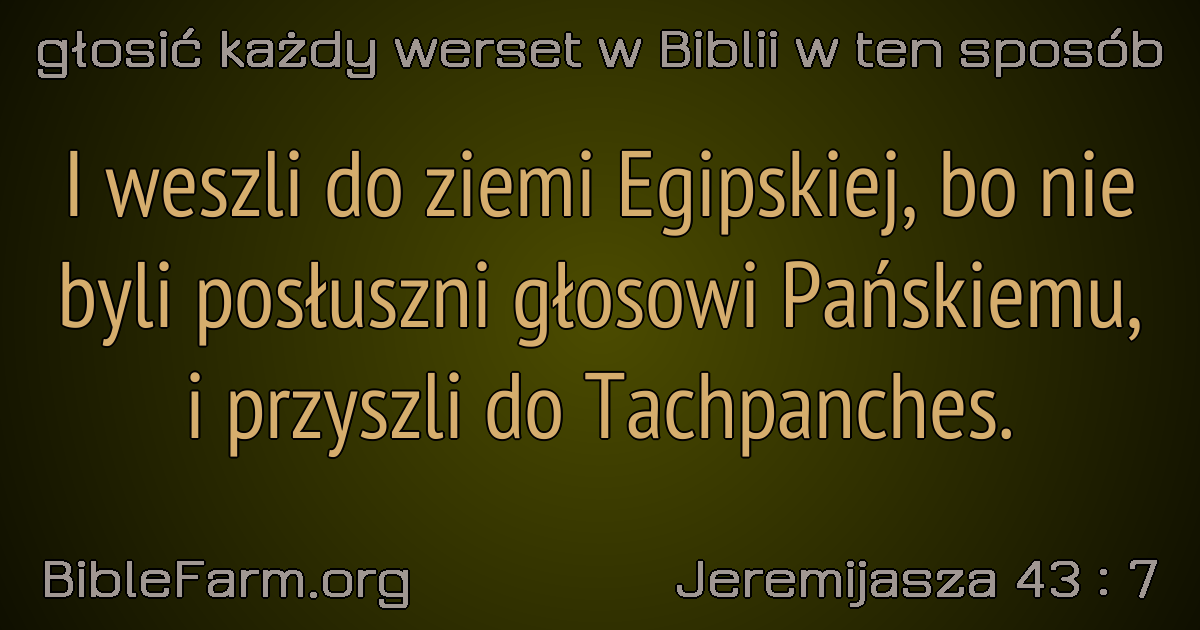 głosić każdy werset w Biblii w ten sposób
I weszli do ziemi Egipskiej, bo nie
byli posłuszni głosowi Pańskiemu,
i przyszli do Tachpanches.
BibleFarm.org
Jeremijasza 43 : 7